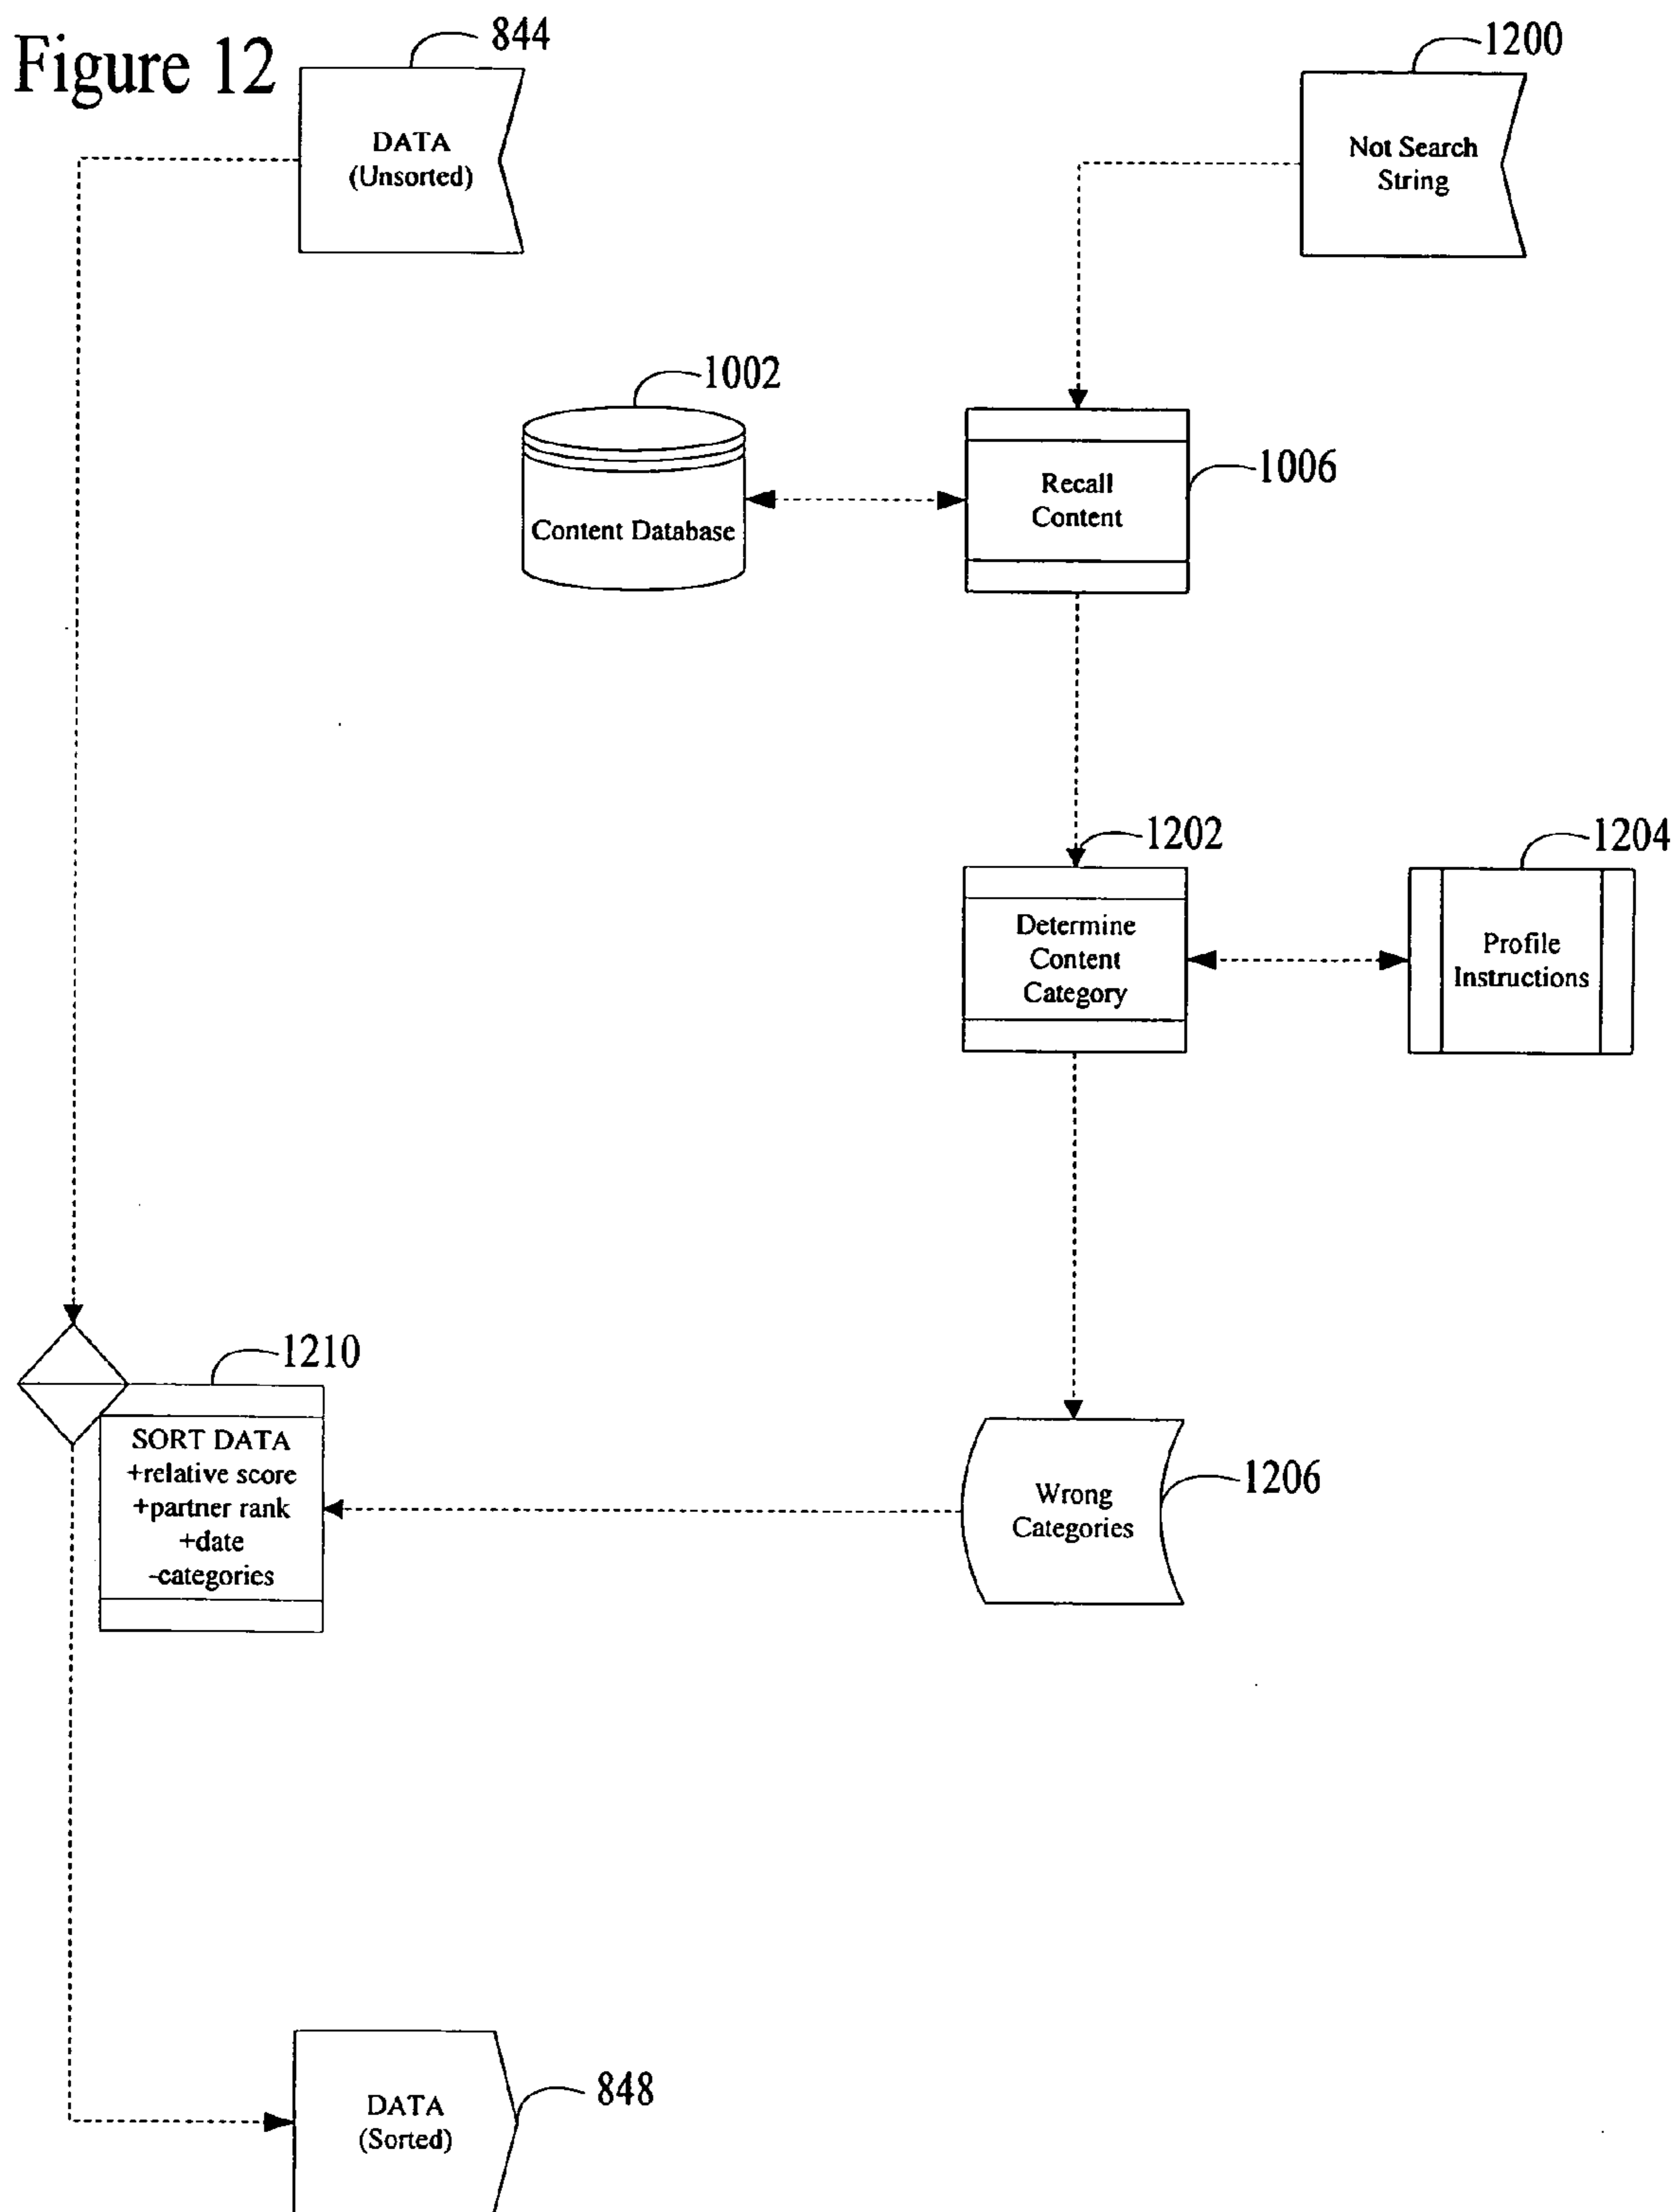 Figure 12
844
1200
DATA
(Unsorted)
Not Search
String
1002
Content Database
1006
Recall
Content
1202
1204
Determine
Content
Category
Profile
Instructions
1210
SORT DATA
+relative score
+partner rank
+date
-categories
1206
Wrong
Categories
848
DATA
(Sorted)